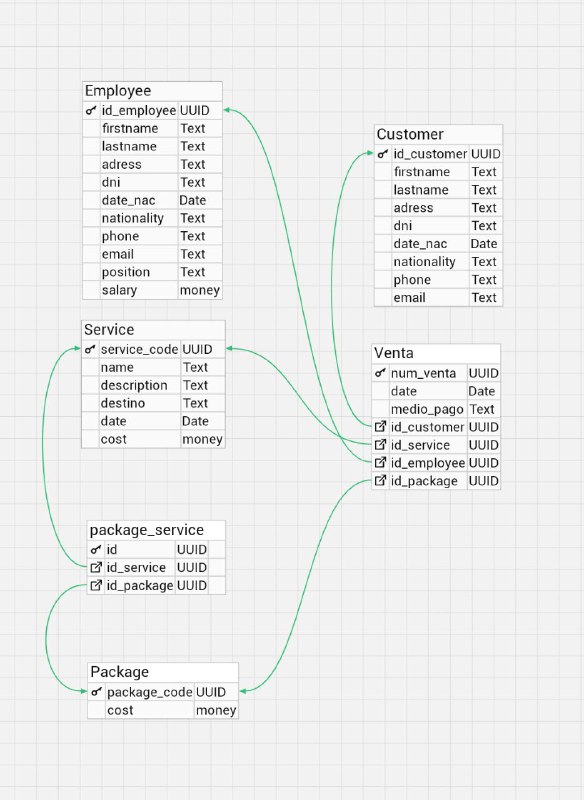 Employee
id_employee UUID
firstname Text
lastname Text
adress Text
dni Text
date_nac Date
nationality Text
phone Text
email Text
position Text
salary money
Customer
id_customer UUID
firstname Text
lastname Text
adress Text
dni Text
date_nac Date
nationality Text
phone Text
email Text
Service
service_code UUID
name Text
description Text
destino Text
date Date
cost money
Venta
num_venta UUID
date Date
medio_pago Text
id_customer UUID
id_service UUID
id_employee UUID
id_package UUID
package_service
id UUID
id_service UUID
id_package UUID
Package
package_code UUID
cost money